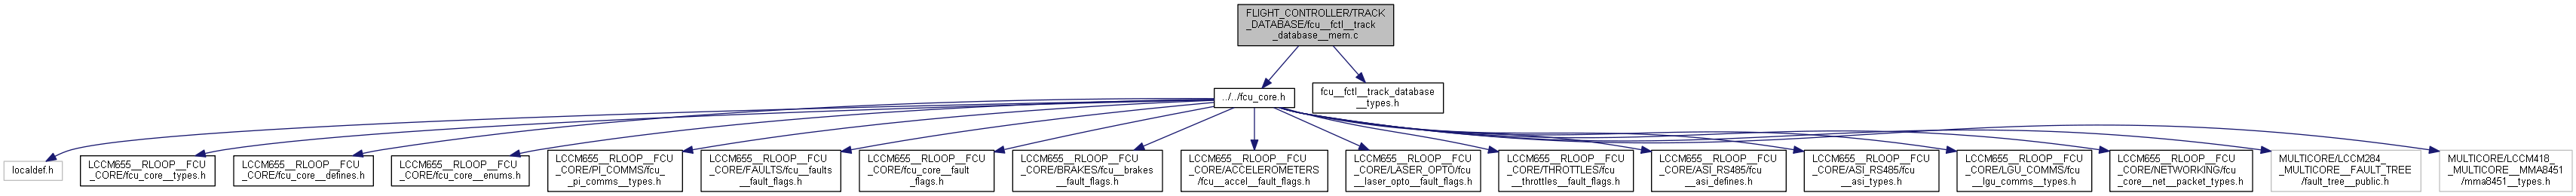 FLIGHT_CONTROLLER/TRACK
_DATABASE/fcu__fctl__track
_database__mem.c
../../fcu_core.h
fcu__fctl__track_database
__types.h
localdef.h
LCCM655__RLOOP__FCU
_CORE/fcu_core__types.h
LCCM655__RLOOP__FCU
_CORE/fcu_core__defines.h
LCCM655__RLOOP__FCU
_CORE/fcu_core__enums.h
LCCM655__RLOOP__FCU
_CORE/PI_COMMS/fcu_
_pi_comms__types.h
LCCM655__RLOOP__FCU
_CORE/FAULTS/fcu__faults
__fault_flags.h
LCCM655__RLOOP__FCU
_CORE/fcu_core__fault
_flags.h
LCCM655__RLOOP__FCU
_CORE/BRAKES/fcu__brakes
__fault_flags.h
LCCM655__RLOOP__FCU
_CORE/ACCELEROMETERS
/fcu__accel__fault_flags.h
LCCM655__RLOOP__FCU
_CORE/LASER_OPTO/fcu
__laser_opto__fault_flags.h
LCCM655__RLOOP__FCU
_CORE/THROTTLES/fcu
__throttles__fault_flags.h
LCCM655__RLOOP__FCU
_CORE/ASI_RS485/fcu
__asi_defines.h
LCCM655__RLOOP__FCU
_CORE/ASI_RS485/fcu
__asi_types.h
LCCM655__RLOOP__FCU
_CORE/LGU_COMMS/fcu
__lgu_comms__types.h
LCCM655__RLOOP__FCU
_CORE/NETWORKING/fcu
_core__net__packet_types.h
MULTICORE/LCCM284_
_MULTICORE__FAULT_TREE
/fault_tree__public.h
MULTICORE/LCCM418_
_MULTICORE__MMA8451
/mma8451__types.h